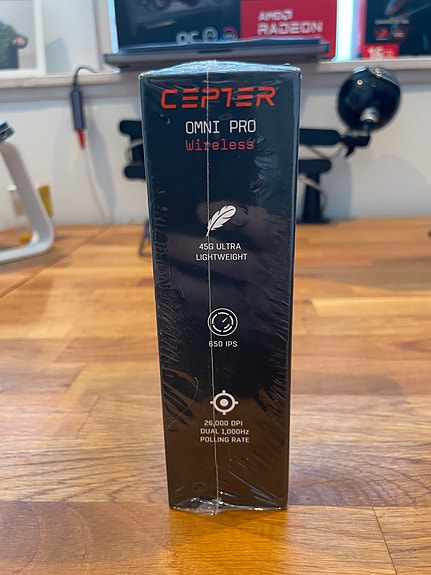 AMD
RADEON
CEPTER
OMNI PRO
Wireless
45G ULTRA
LIGHTWEIGHT
650 IPS
26,000 DPI
DUAL 1,000Hz
POLLING RATE